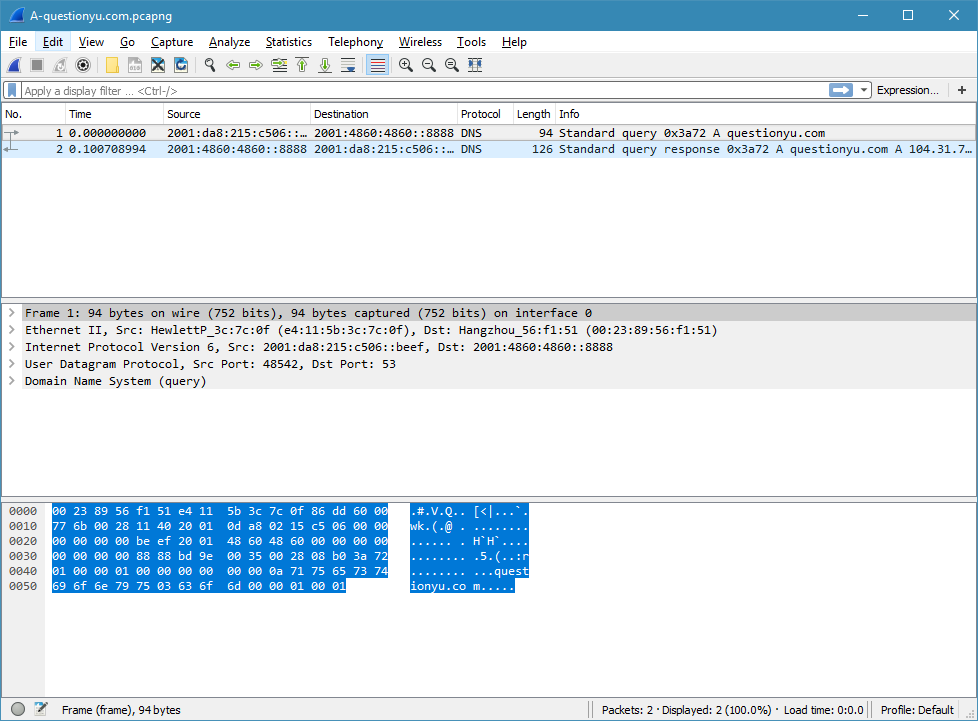 A-questionyu.com.pcapng
File Edit View Go Capture Analyze Statistics Telephony Wireless Tools Help
Apply a display filter ... <Ctrl-/> Expression... +
No. Time Source Destination Protocol Length Info
1 0.000000000 2001:da8:215:c506::… 2001:4860:4860::8888 DNS 94 Standard query 0x3a72 A questionyu.com
2 0.100708994 2001:4860:4860::8888 2001:da8:215:c506::… DNS 126 Standard query response 0x3a72 A questionyu.com A 104.31.7…
Frame 1: 94 bytes on wire (752 bits), 94 bytes captured (752 bits) on interface 0
Ethernet II, Src: HewlettP_3c:7c:0f (e4:11:5b:3c:7c:0f), Dst: Hangzhou_56:f1:51 (00:23:89:56:f1:51)
Internet Protocol Version 6, Src: 2001:da8:215:c506::beef, Dst: 2001:4860:4860::8888
User Datagram Protocol, Src Port: 48542, Dst Port: 53
Domain Name System (query)
0000 00 23 89 56 f1 51 e4 11 5b 3c 7c 0f 86 dd 60 00 .#.V.Q.. [<|...`.
0010 77 6b 00 28 11 40 20 01 0d a8 02 15 c5 06 00 00 wk.(.@ . ........
0020 00 00 00 00 be ef 20 01 48 60 48 60 00 00 00 00 ...... . H`H`....
0030 00 00 00 00 88 88 bd 9e 00 35 00 28 08 b0 3a 72 ........ .5.(..:r
0040 01 00 00 01 00 00 00 00 00 00 0a 71 75 65 73 74 ........ ...quest
0050 69 6f 6e 79 75 03 63 6f 6d 00 00 01 00 01 ionyu.co m.....
Frame (frame), 94 bytes Packets: 2 · Displayed: 2 (100.0%) · Load time: 0:0.0 Profile: Default